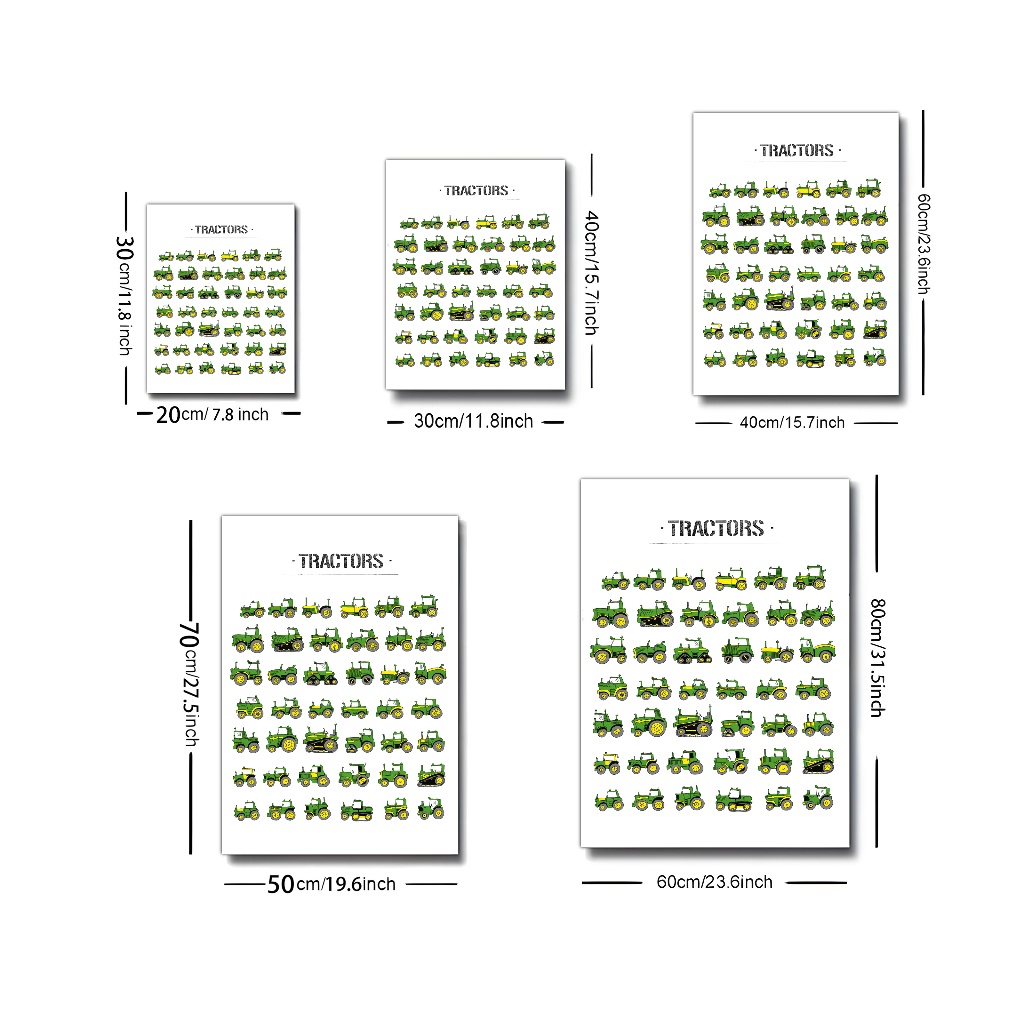 · TRACTORS ·
30cm/11.8 inch
20cm/ 7.8 inch
· TRACTORS ·
40cm/15.7inch
30cm/11.8inch
· TRACTORS ·
60cm/23.6inch
40cm/15.7inch
· TRACTORS ·
70cm/27.5inch
50cm/19.6inch
· TRACTORS ·
80cm/31.5inch
60cm/23.6inch